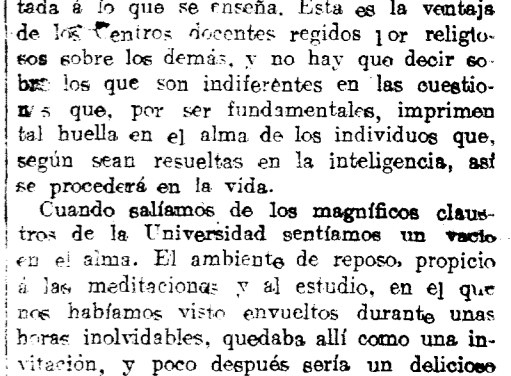 tada á lo que se enseña. Esta es la ventaja
de los Centros docentes regidos por religio-
sos sobre los demás, y no hay que decir so-
bre los que son indiferentes en las cuestio-
nes que, por ser fundamentales, imprimen
tal huella en el alma de los individuos que,
según sean resueltas en la inteligencia, así
se procederá en la vida.
Cuando salíamos de los magníficos claus-
tros de la Universidad sentíamos un vacío
en el alma. El ambiente de reposo, propicio
á las meditaciones y al estudio, en el que
nos habíamos visto envueltos durante unas
horas inolvidables, quedaba allí como una in-
vitación, y poco después sería un delicioso